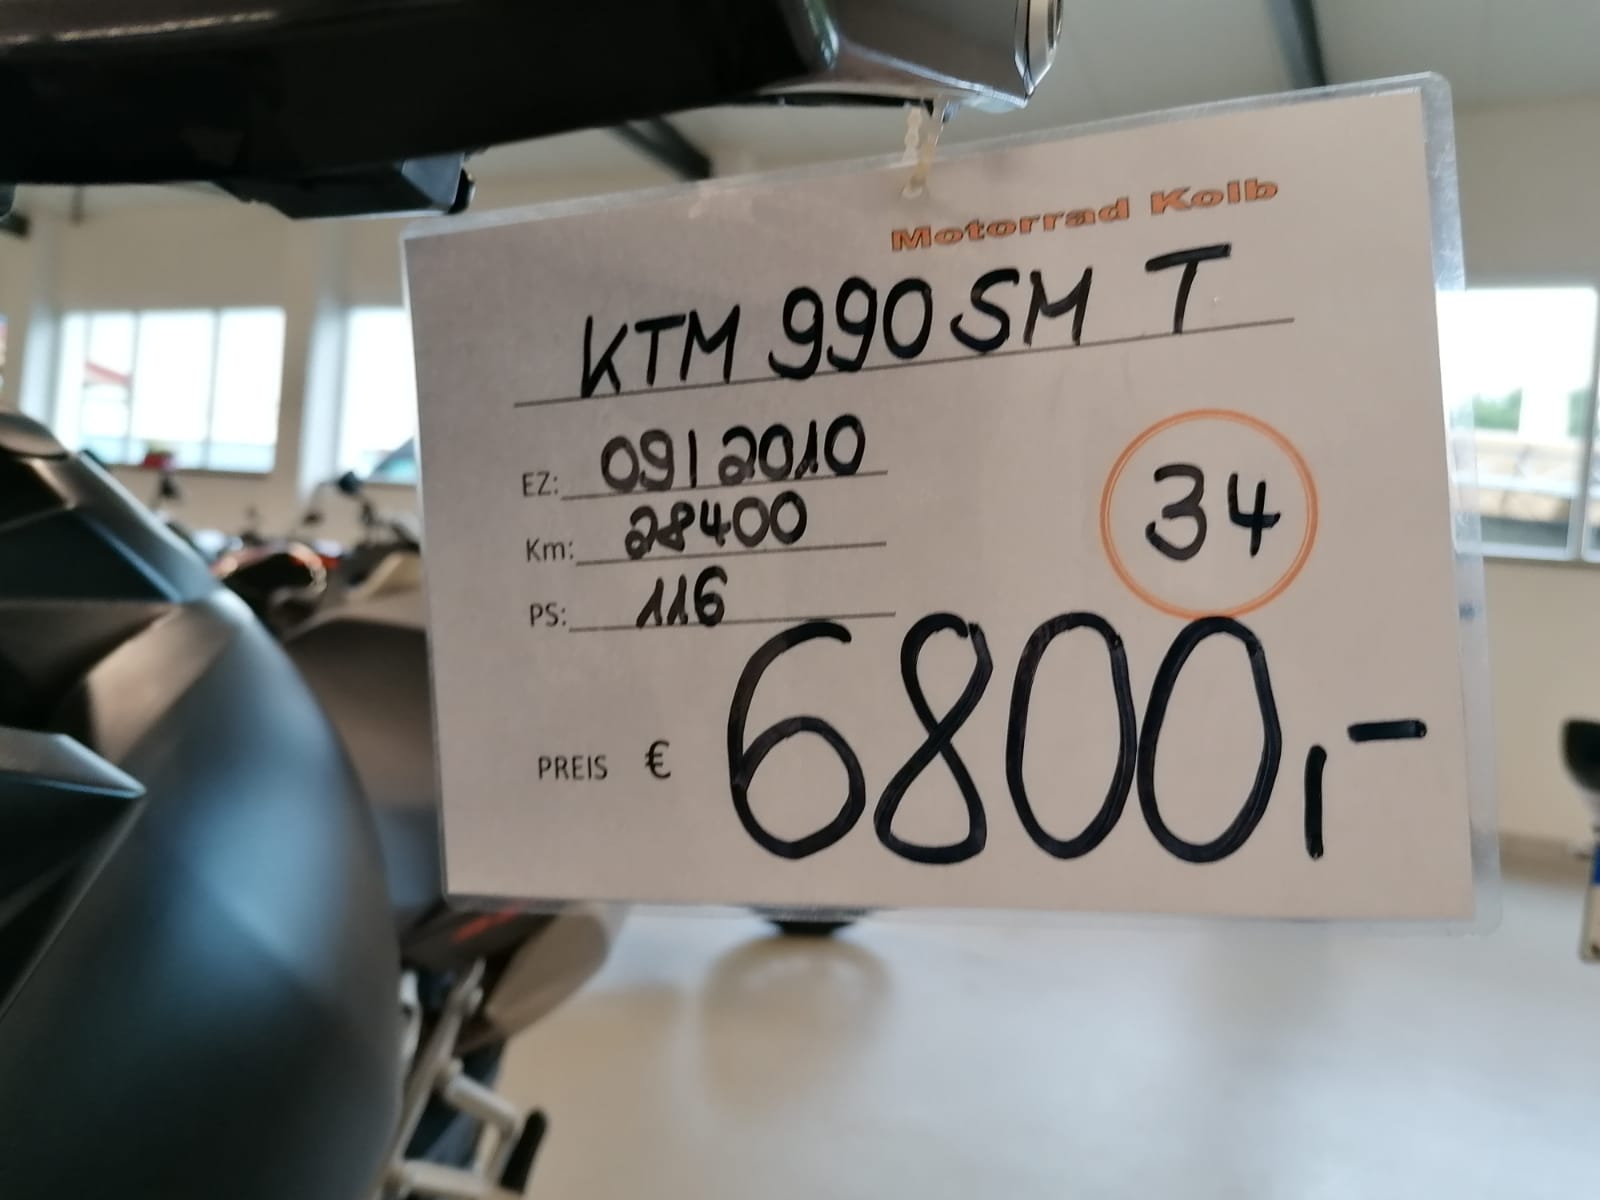 Motorrad Kolb
KTM 990 SM T
EZ: 09/2010
Km: 28400
34
PS: 116
PREIS € 6800,-